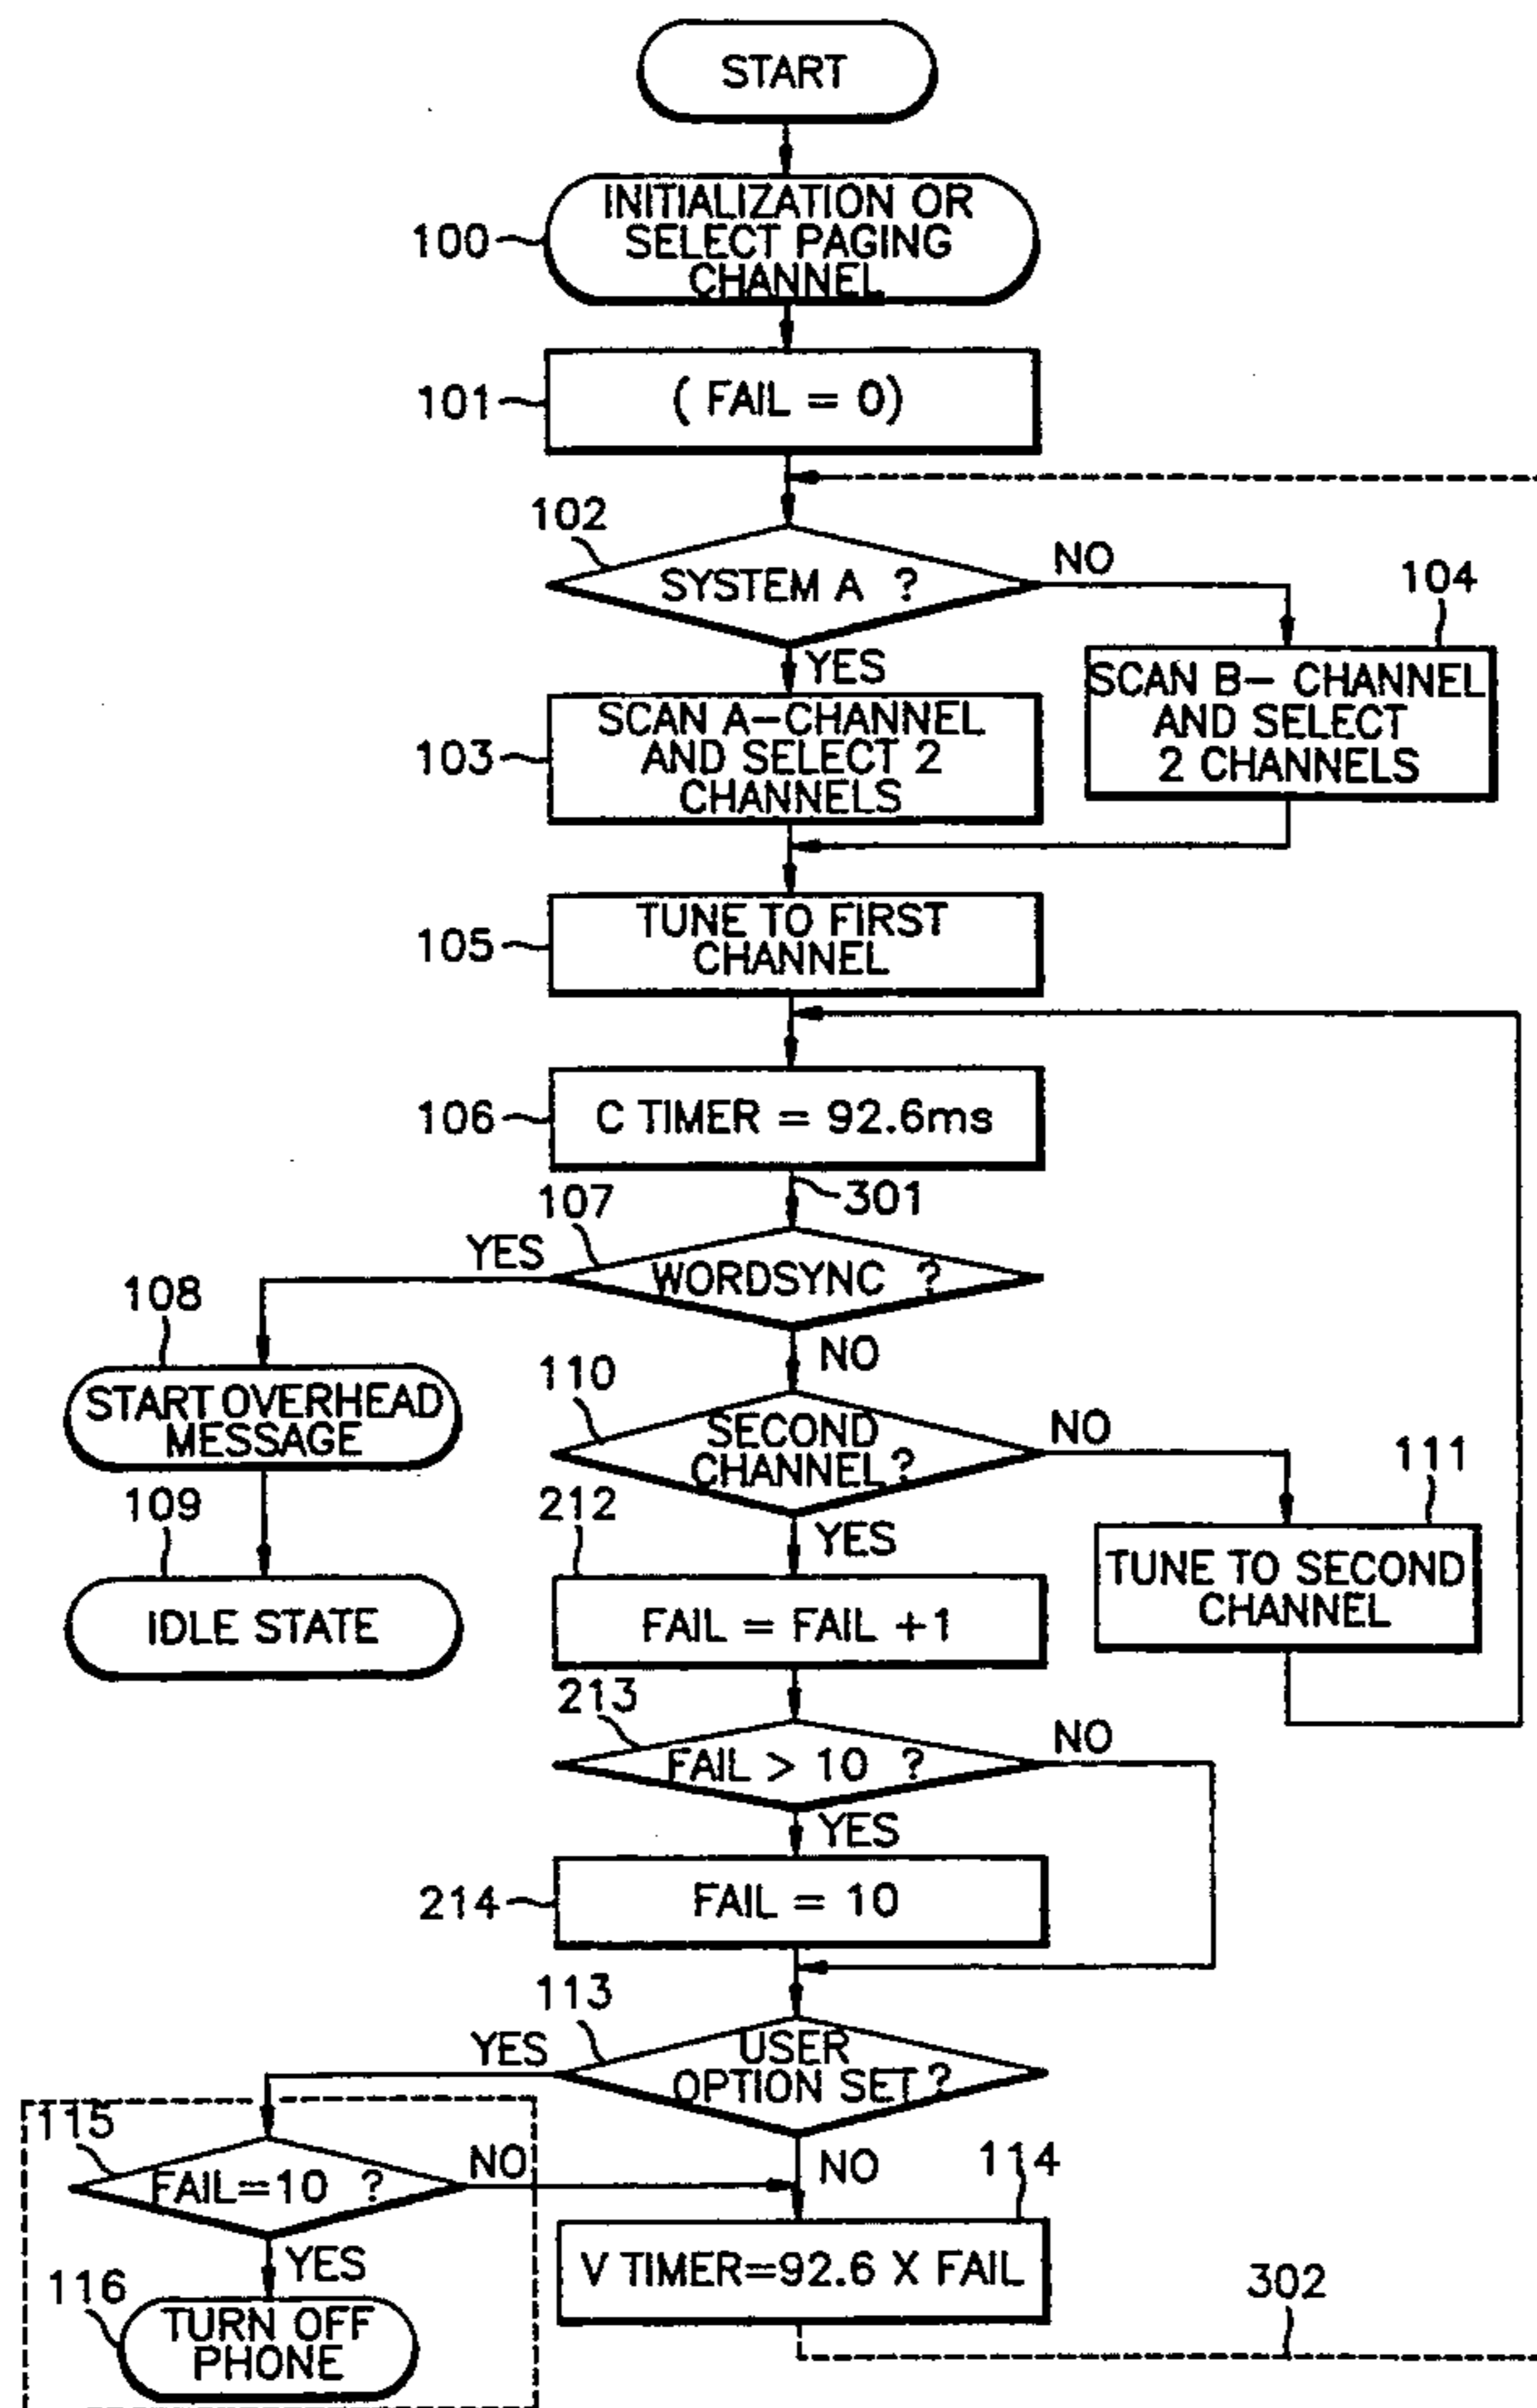 START
INITIALIZATION OR
SELECT PAGING
CHANNEL
100
( FAIL = 0)
101
102
SYSTEM A ?
NO
104
YES
SCAN B- CHANNEL
AND SELECT
2 CHANNELS
SCAN A-CHANNEL
AND SELECT 2
CHANNELS
103
TUNE TO FIRST
CHANNEL
105
C TIMER = 92.6ms
106
301
107
YES
WORDSYNC ?
108
NO
START OVERHEAD
MESSAGE
110
SECOND
CHANNEL?
NO
111
109
212
YES
TUNE TO SECOND
CHANNEL
IDLE STATE
FAIL = FAIL +1
213
NO
FAIL > 10 ?
YES
FAIL = 10
214
113
YES
USER
OPTION SET?
115
NO
NO
114
FAIL=10 ?
YES
V TIMER=92.6 X FAIL
116
302
TURN OFF
PHONE